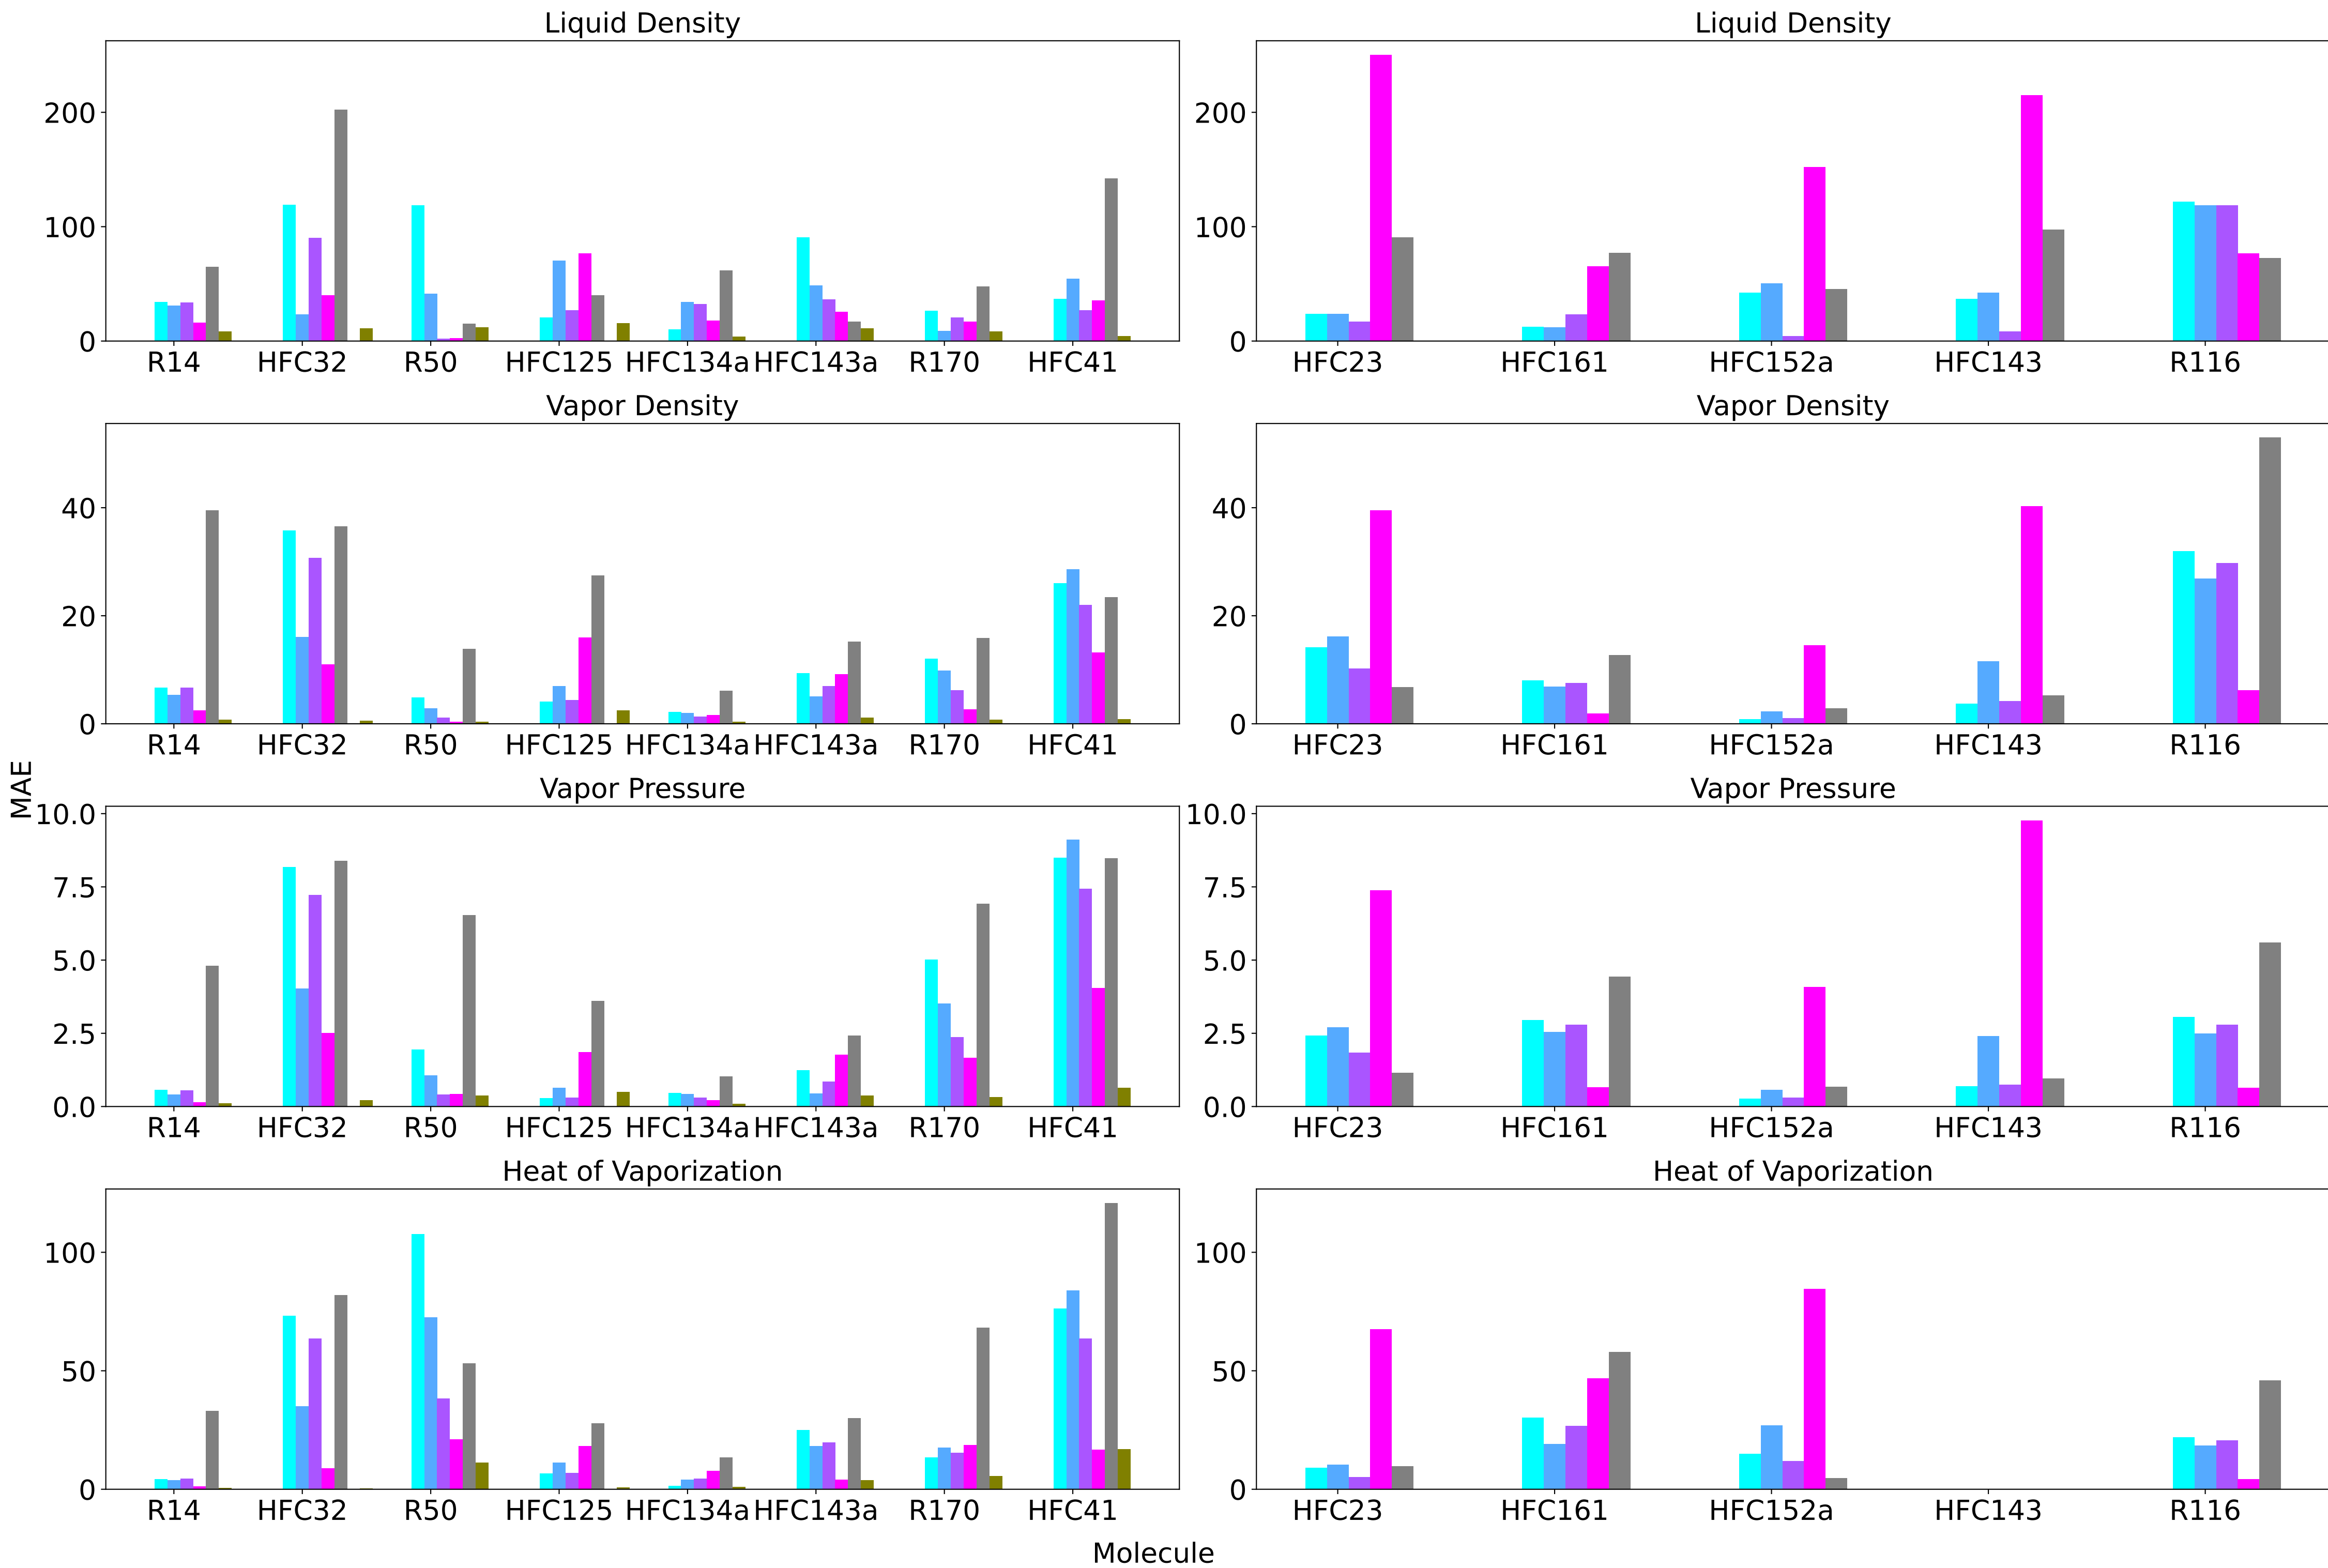 Liquid Density
Liquid Density
200
100
0
R14 HFC32 R50 HFC125 HFC134a HFC143a R170 HFC41
200
100
0
HFC23 HFC161 HFC152a HFC143 R116
Vapor Density
Vapor Density
40
20
0
R14 HFC32 R50 HFC125 HFC134a HFC143a R170 HFC41
40
20
0
HFC23 HFC161 HFC152a HFC143 R116
MAE
Vapor Pressure
Vapor Pressure
10.0
7.5
5.0
2.5
0.0
R14 HFC32 R50 HFC125 HFC134a HFC143a R170 HFC41
10.0
7.5
5.0
2.5
0.0
HFC23 HFC161 HFC152a HFC143 R116
Heat of Vaporization
Heat of Vaporization
100
50
0
R14 HFC32 R50 HFC125 HFC134a HFC143a R170 HFC41
100
50
0
HFC23 HFC161 HFC152a HFC143 R116
Molecule